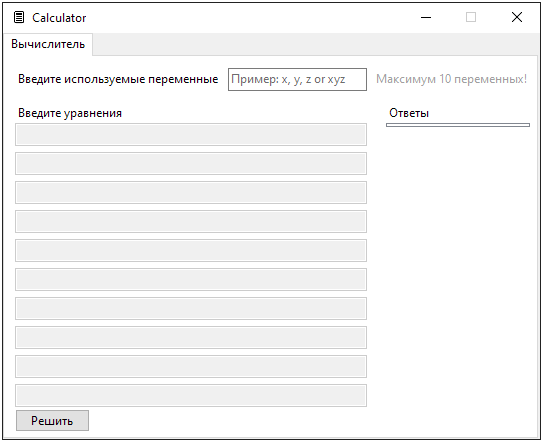 Calculator
Вычислитель
Введите используемые переменные Пример: x, y, z or xyz Максимум 10 переменных!
Введите уравнения Ответы
Решить